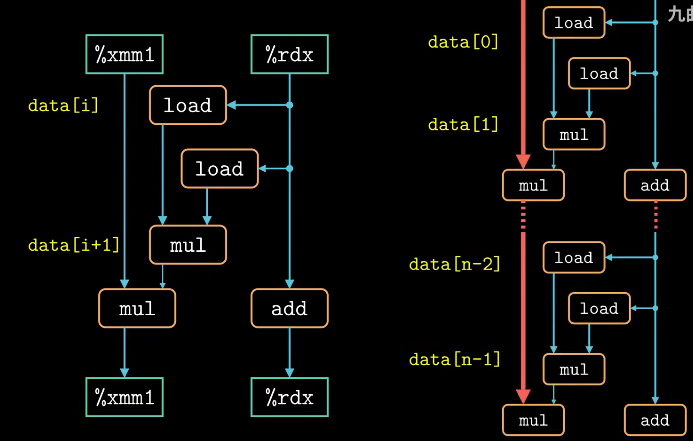 %xmm1
%rdx
data[i]
load
load
data[i+1]
mul
mul
add
%xmm1
%rdx
九
data[0]
load
load
data[1]
mul
mul
add
data[n-2]
load
load
data[n-1]
mul
mul
add